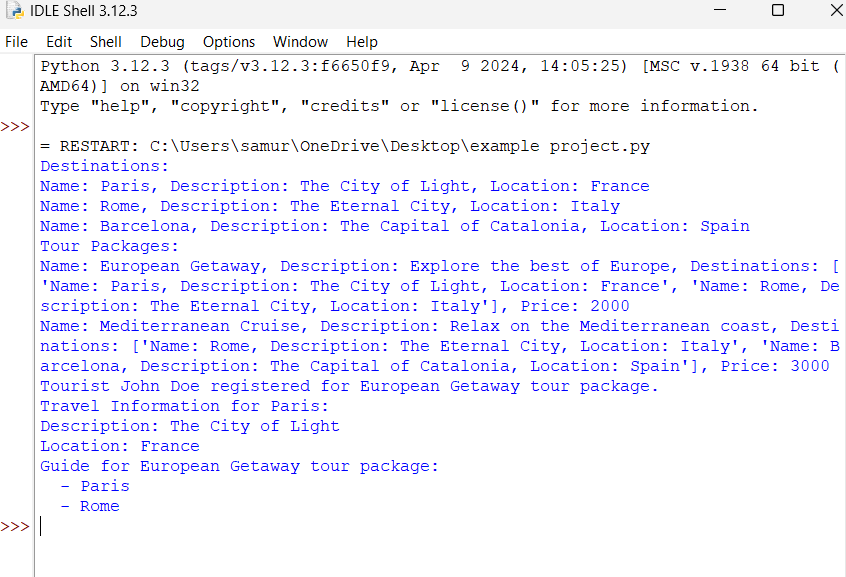 IDLE Shell 3.12.3
File Edit Shell Debug Options Window Help
Python 3.12.3 (tags/v3.12.3:f6650f9, Apr  9 2024, 14:05:25) [MSC v.1938 64 bit (
AMD64)] on win32
Type "help", "copyright", "credits" or "license()" for more information.
>>>
= RESTART: C:\Users\samur\OneDrive\Desktop\example project.py
Destinations:
Name: Paris, Description: The City of Light, Location: France
Name: Rome, Description: The Eternal City, Location: Italy
Name: Barcelona, Description: The Capital of Catalonia, Location: Spain
Tour Packages:
Name: European Getaway, Description: Explore the best of Europe, Destinations: [
'Name: Paris, Description: The City of Light, Location: France', 'Name: Rome, De
scription: The Eternal City, Location: Italy'], Price: 2000
Name: Mediterranean Cruise, Description: Relax on the Mediterranean coast, Desti
nations: ['Name: Rome, Description: The Eternal City, Location: Italy', 'Name: B
arcelona, Description: The Capital of Catalonia, Location: Spain'], Price: 3000
Tourist John Doe registered for European Getaway tour package.
Travel Information for Paris:
Description: The City of Light
Location: France
Guide for European Getaway tour package:
  - Paris
  - Rome
>>>